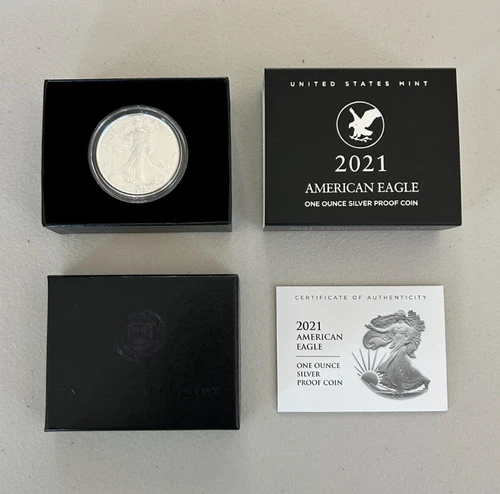 UNITED STATES MINT
2021
AMERICAN EAGLE
ONE OUNCE SILVER PROOF COIN
CERTIFICATE OF AUTHENTICITY
2021
AMERICAN
EAGLE
ONE OUNCE
SILVER
PROOF COIN